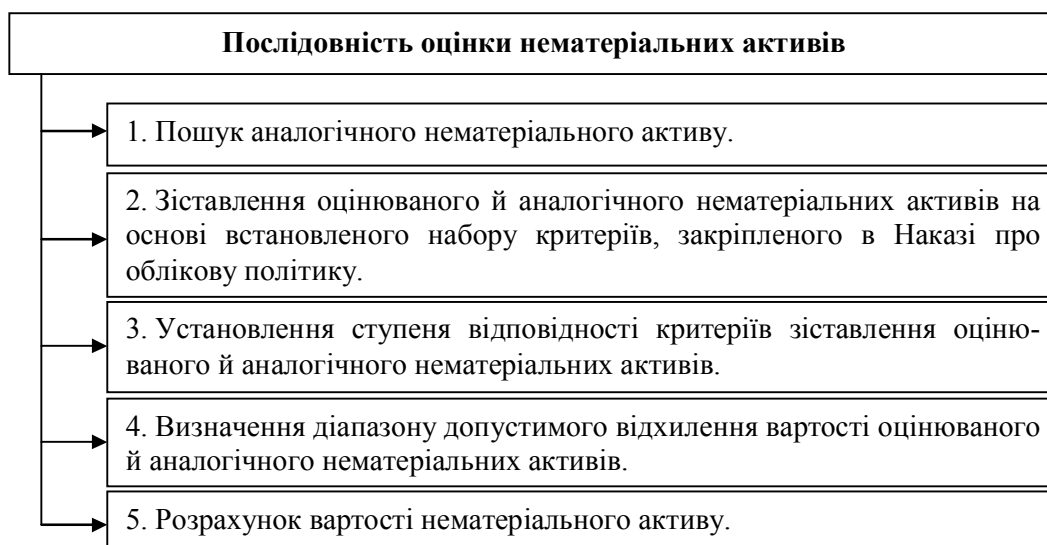 Послідовність оцінки нематеріальних активів
1. Пошук аналогічного нематеріального активу.
2. Зіставлення оцінюваного й аналогічного нематеріальних активів на
основі встановленого набору критеріїв, закріпленого в Наказі про
облікову політику.
3. Установлення ступеня відповідності критеріїв зіставлення оціню-
ваного й аналогічного нематеріальних активів.
4. Визначення діапазону допустимого відхилення вартості оцінюваного
й аналогічного нематеріальних активів.
5. Розрахунок вартості нематеріального активу.